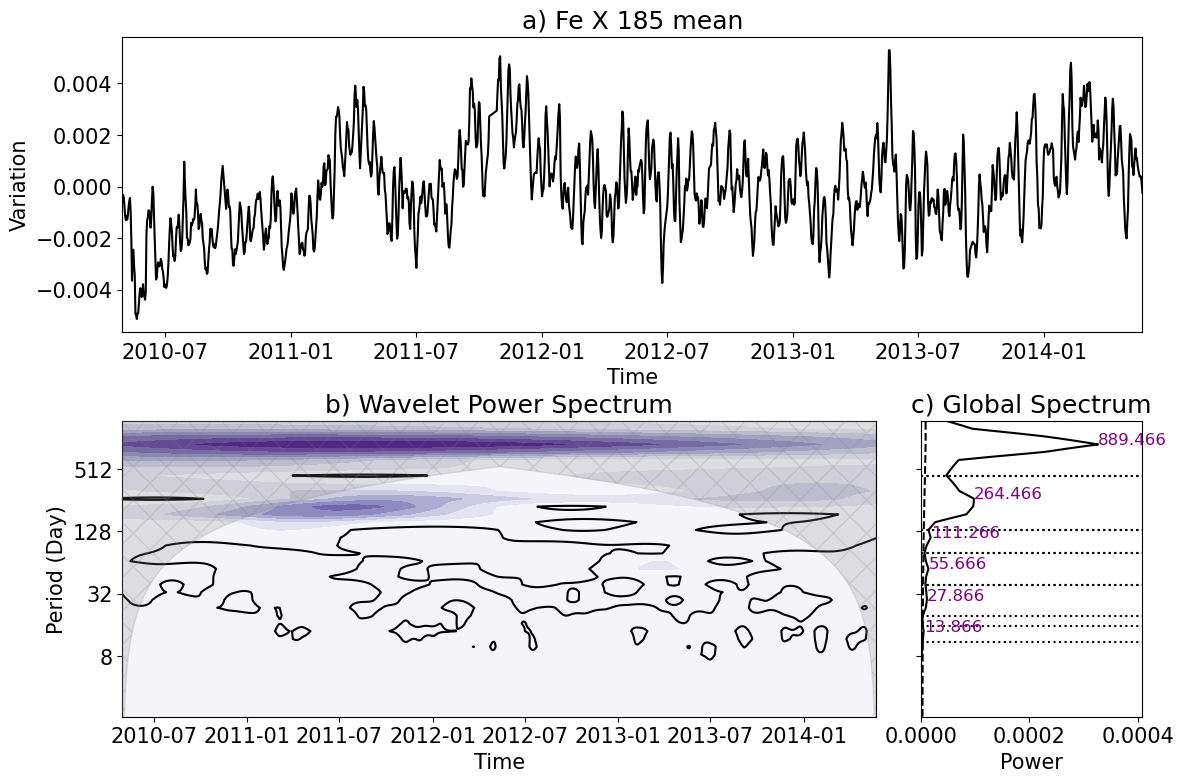 a) Fe X 185 mean
Variation
0.004
0.002
0.000
−0.002
−0.004
2010-07 2011-01 2011-07 2012-01 2012-07 2013-01 2013-07 2014-01
Time
b) Wavelet Power Spectrum
Period (Day)
512
128
32
8
2010-07 2011-01 2011-07 2012-01 2012-07 2013-01 2013-07 2014-01
Time
c) Global Spectrum
889.466
264.466
111.266
55.666
27.866
13.866
0.0000 0.0002 0.0004
Power